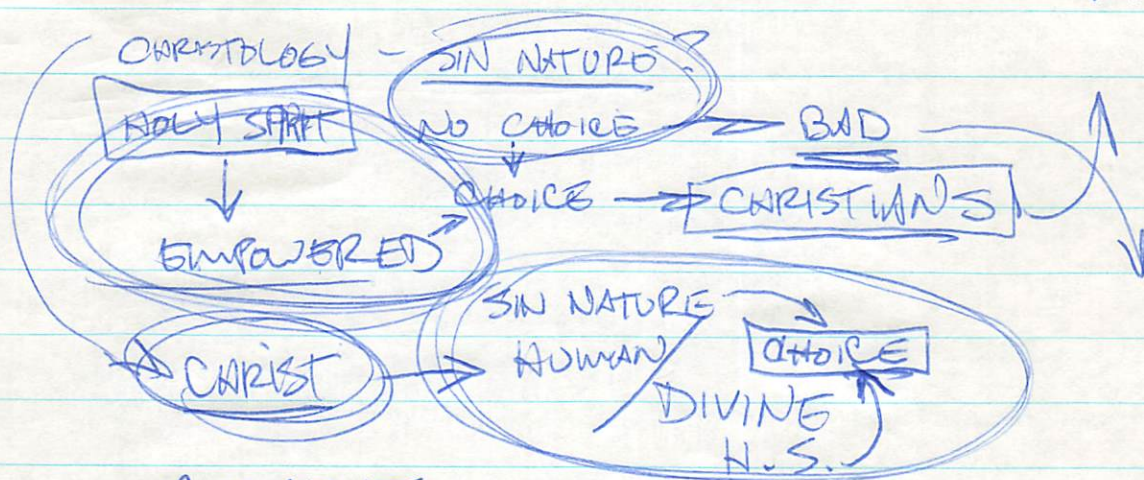 CHRISTOLOGY - SIN NATURE?
HOLY SPIRIT NO CHOICE BAD
CHOICE CHRISTIANS
EMPOWERED
SIN NATURE
CHRIST HUMAN / CHOICE
DIVINE
H.S.